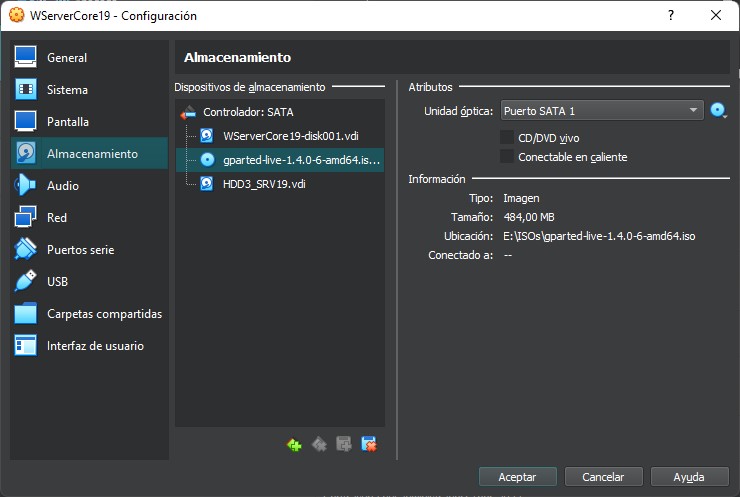 WServerCore19 - Configuración
?
General
Sistema
Pantalla
Almacenamiento
Audio
Red
Puertos serie
USB
Carpetas compartidas
Interfaz de usuario
Almacenamiento
Dispositivos de almacenamiento
Controlador: SATA
WServerCore19-disk001.vdi
gparted-live-1.4.0-6-amd64.is...
HDD3_SRV19.vdi
Atributos
Unidad óptica: Puerto SATA 1
CD/DVD vivo
Conectable en caliente
Información
Tipo: Imagen
Tamaño: 484,00 MB
Ubicación: E:\ISOs\gparted-live-1.4.0-6-amd64.iso
Conectado a: --
Aceptar
Cancelar
Ayuda